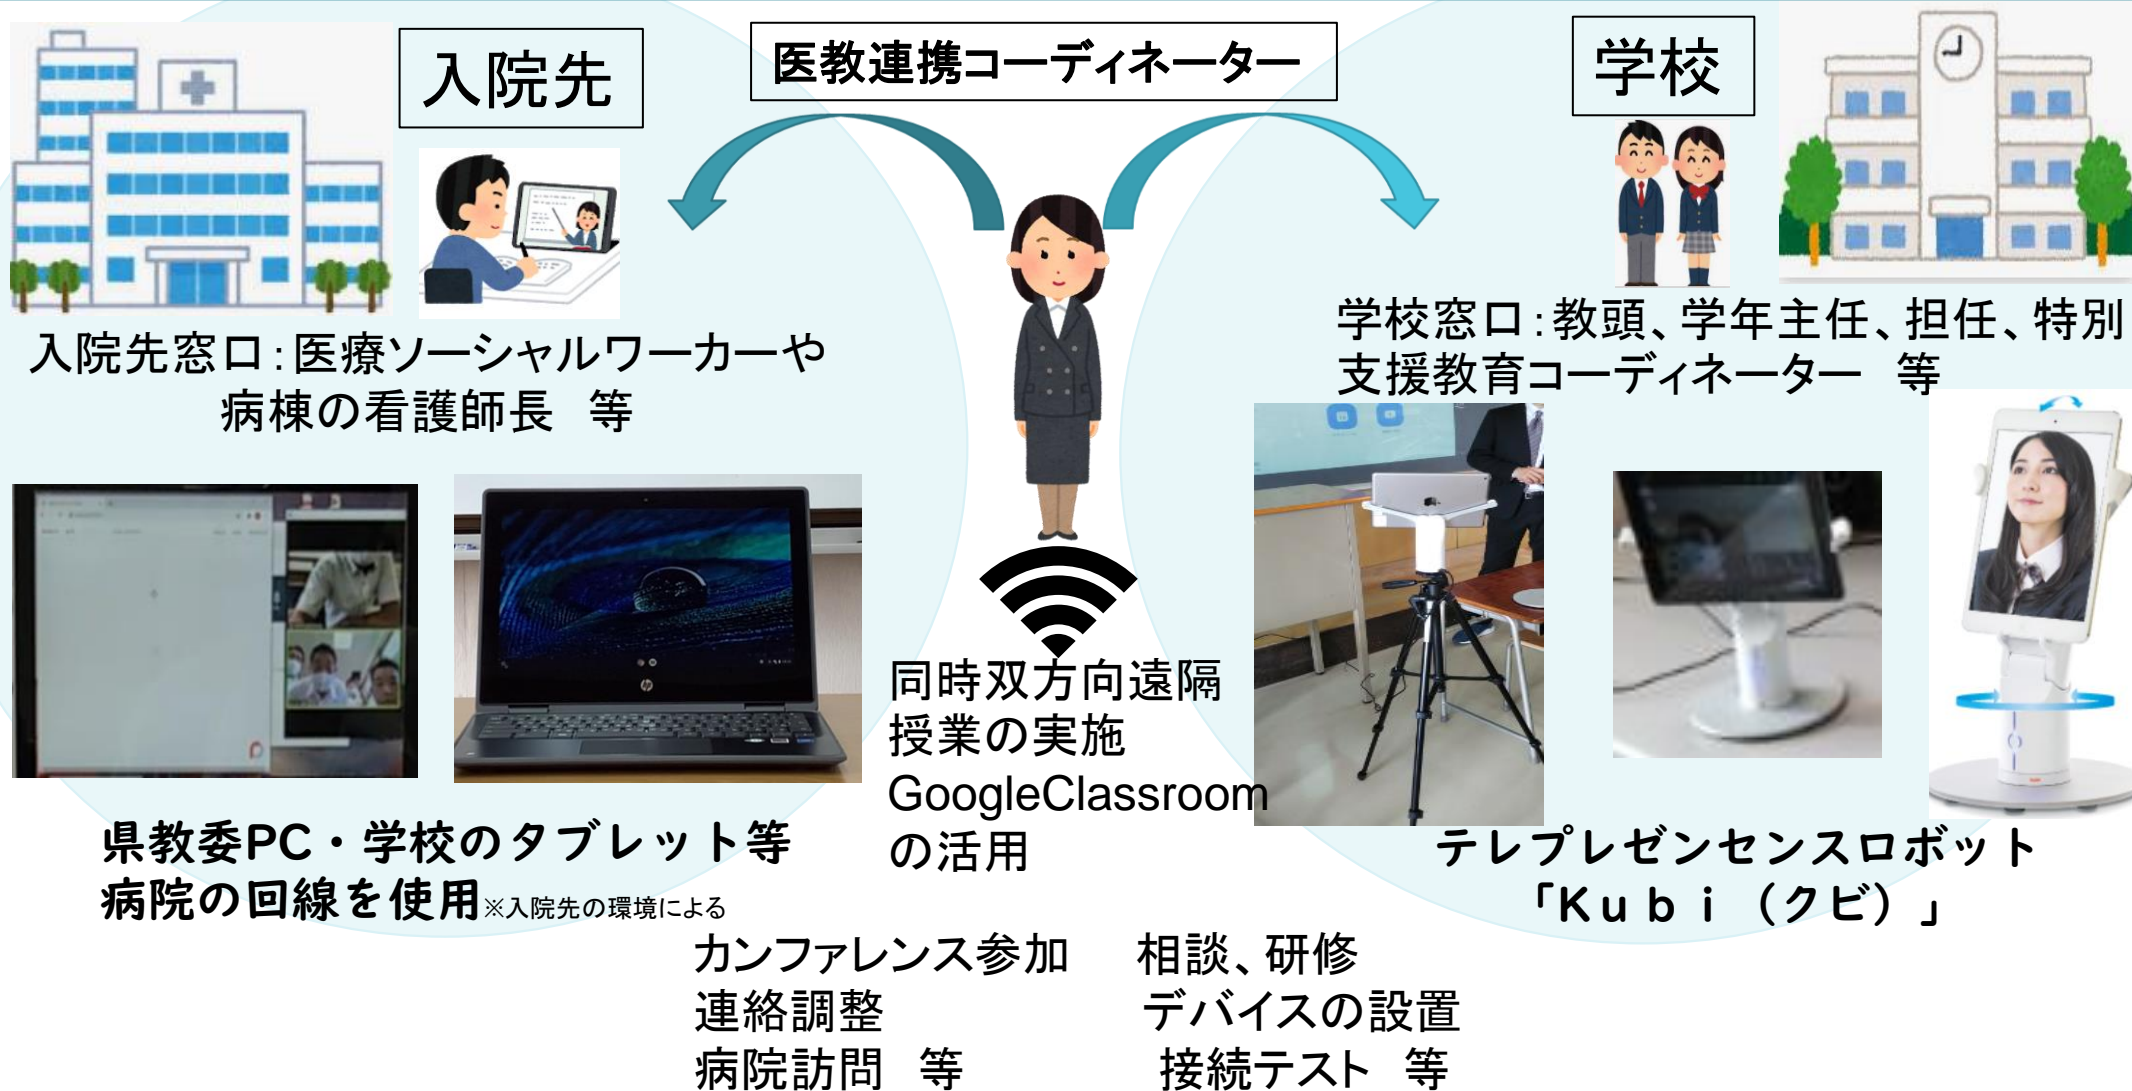 入院先
医教連携コーディネーター
学校
入院先窓口：医療ソーシャルワーカーや
病棟の看護師長　等
学校窓口：教頭、学年主任、担任、特別
支援教育コーディネーター　等
同時双方向遠隔
授業の実施
GoogleClassroom
の活用
県教委PC・学校のタブレット等
病院の回線を使用※入院先の環境による
テレプレゼンセンスロボット
「Ｋｕｂｉ（クビ）」
カンファレンス参加
連絡調整
病院訪問　等
相談、研修
デバイスの設置
接続テスト　等